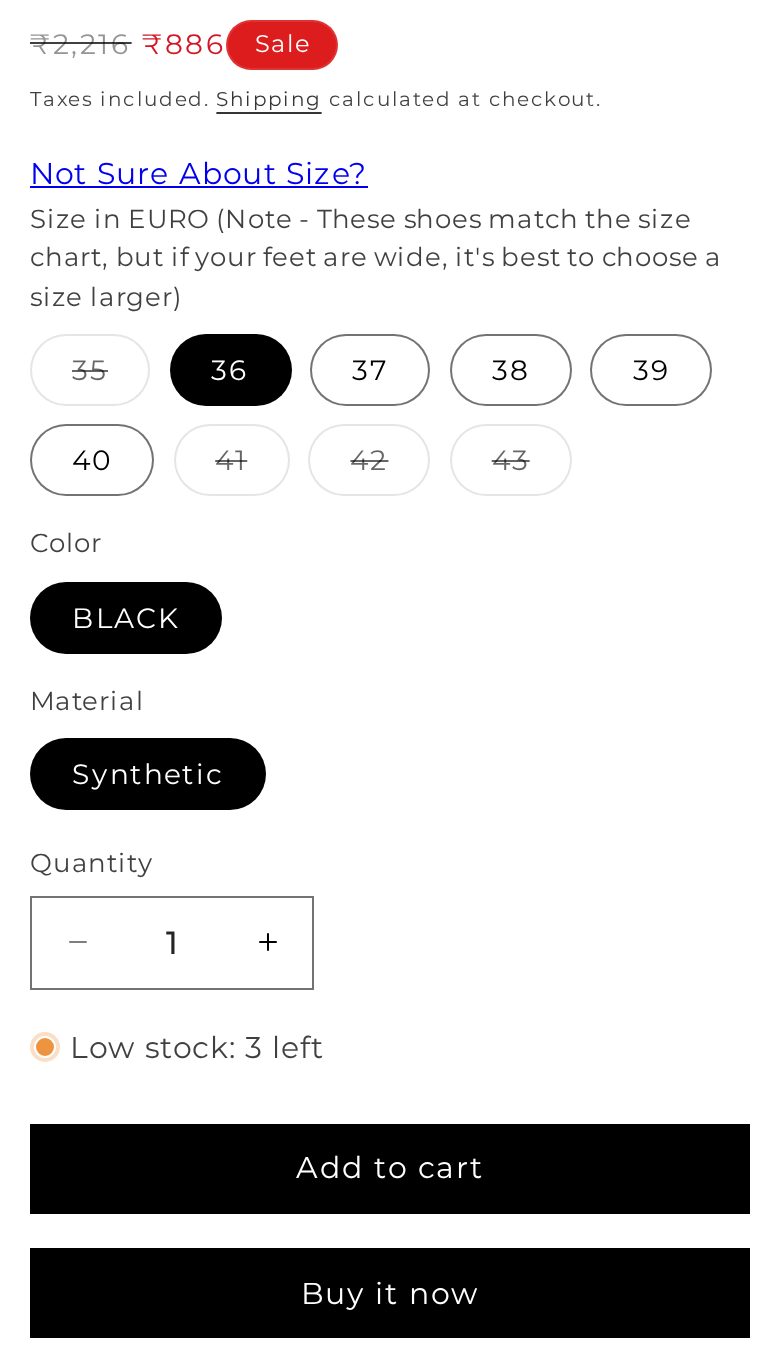 ₹2,216 ₹886 Sale
Taxes included. Shipping calculated at checkout.
Not Sure About Size?
Size in EURO (Note - These shoes match the size
chart, but if your feet are wide, it's best to choose a
size larger)
35 36 37 38 39
40 41 42 43
Color
BLACK
Material
Synthetic
Quantity
− 1 +
Low stock: 3 left
Add to cart
Buy it now